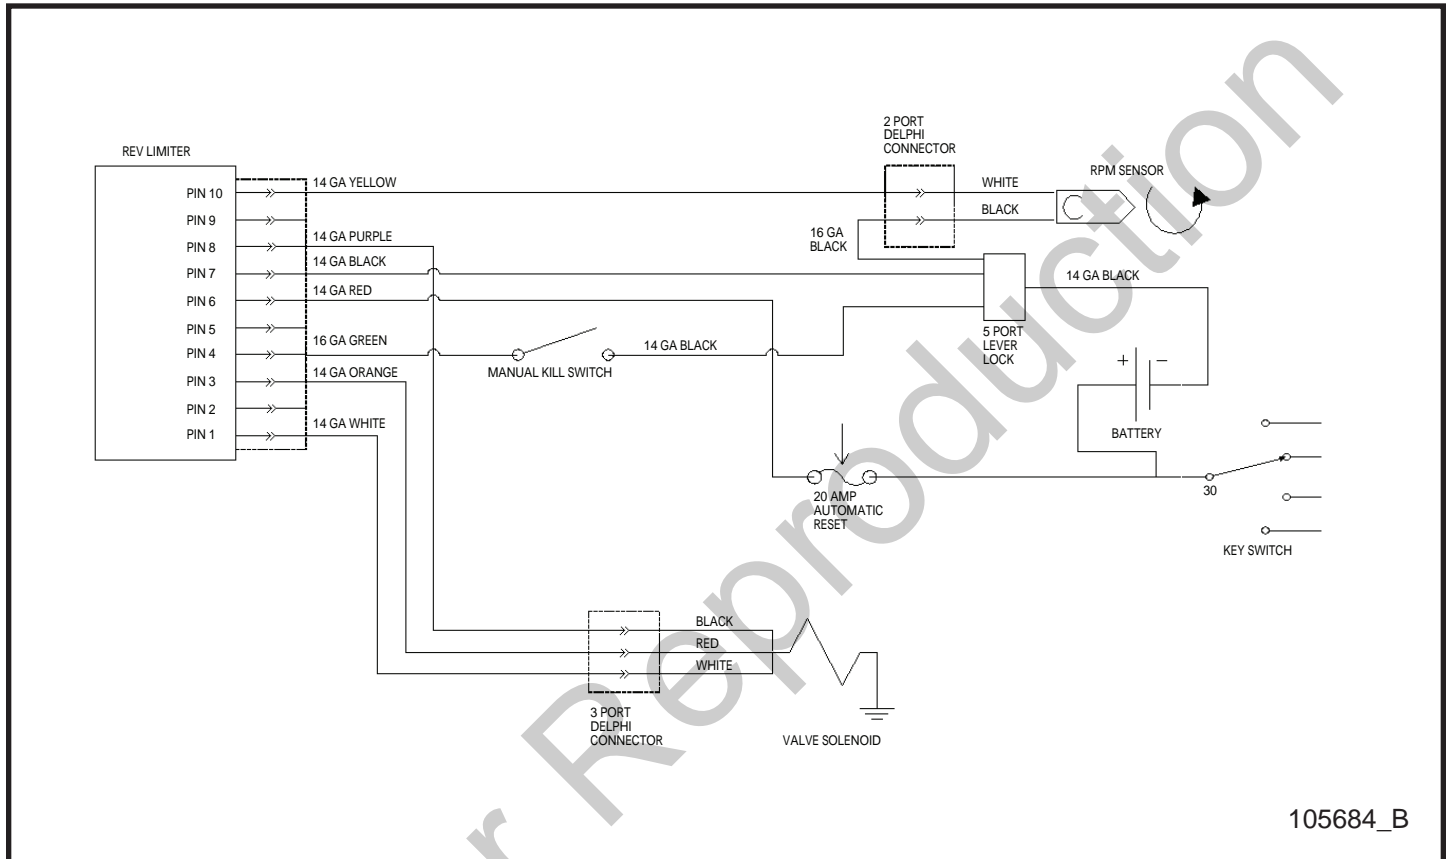 REV LIMITER
PIN 10
PIN 9
PIN 8
PIN 7
PIN 6
PIN 5
PIN 4
PIN 3
PIN 2
PIN 1
14 GA YELLOW
14 GA PURPLE
14 GA BLACK
14 GA RED
16 GA GREEN
14 GA ORANGE
14 GA WHITE
MANUAL KILL SWITCH
14 GA BLACK
2 PORT
DELPHI
CONNECTOR
WHITE
BLACK
RPM SENSOR
16 GA
BLACK
14 GA BLACK
5 PORT
LEVER
LOCK
+ −
BATTERY
20 AMP
AUTOMATIC
RESET
30
KEY SWITCH
BLACK
RED
WHITE
3 PORT
DELPHI
CONNECTOR
VALVE SOLENOID
105684_B
r Reproduction